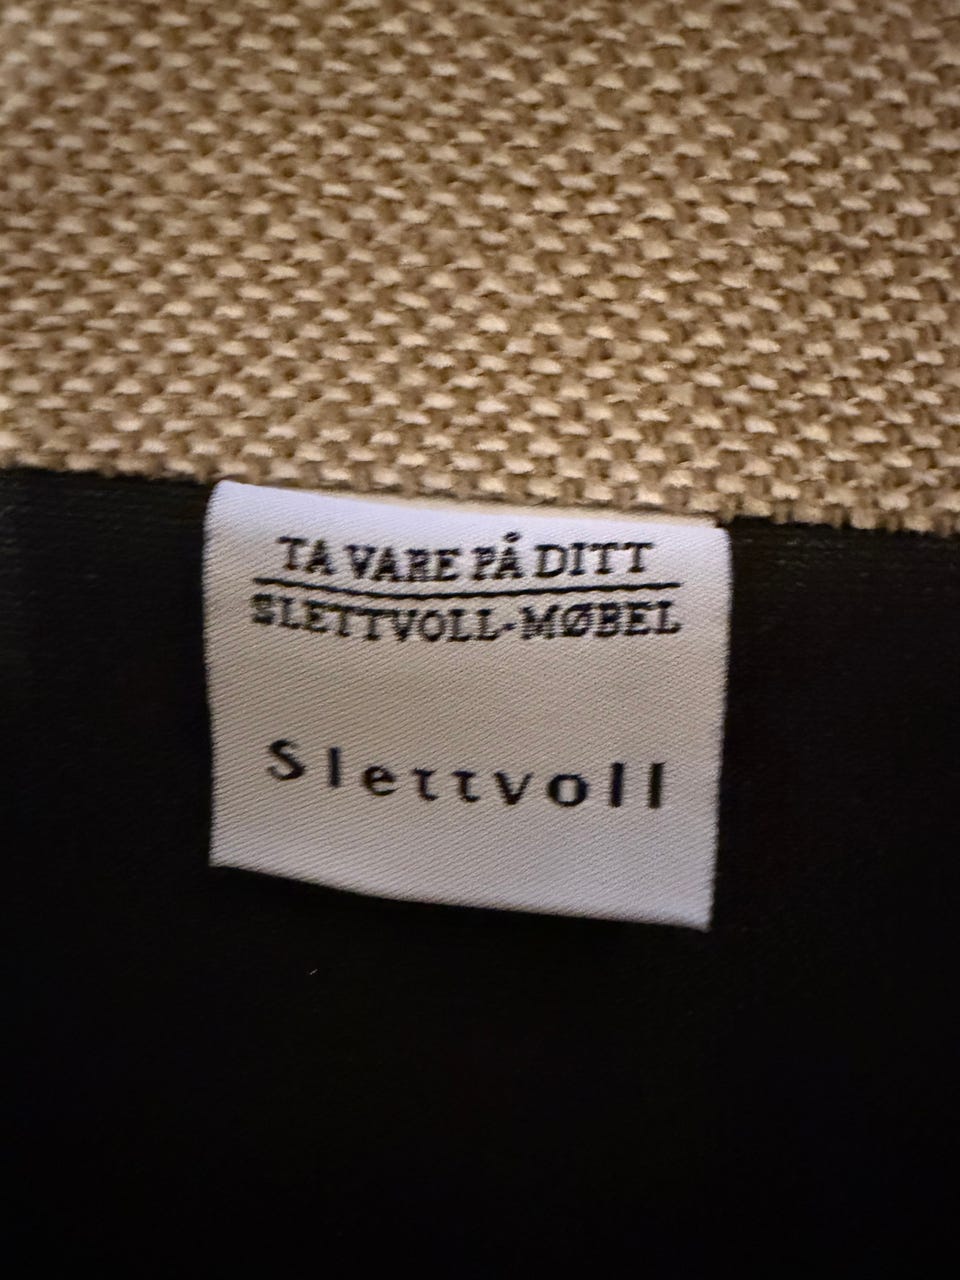 TA VARE PÅ DITT
SLETTVOLL-MØBEL
Slettvoll